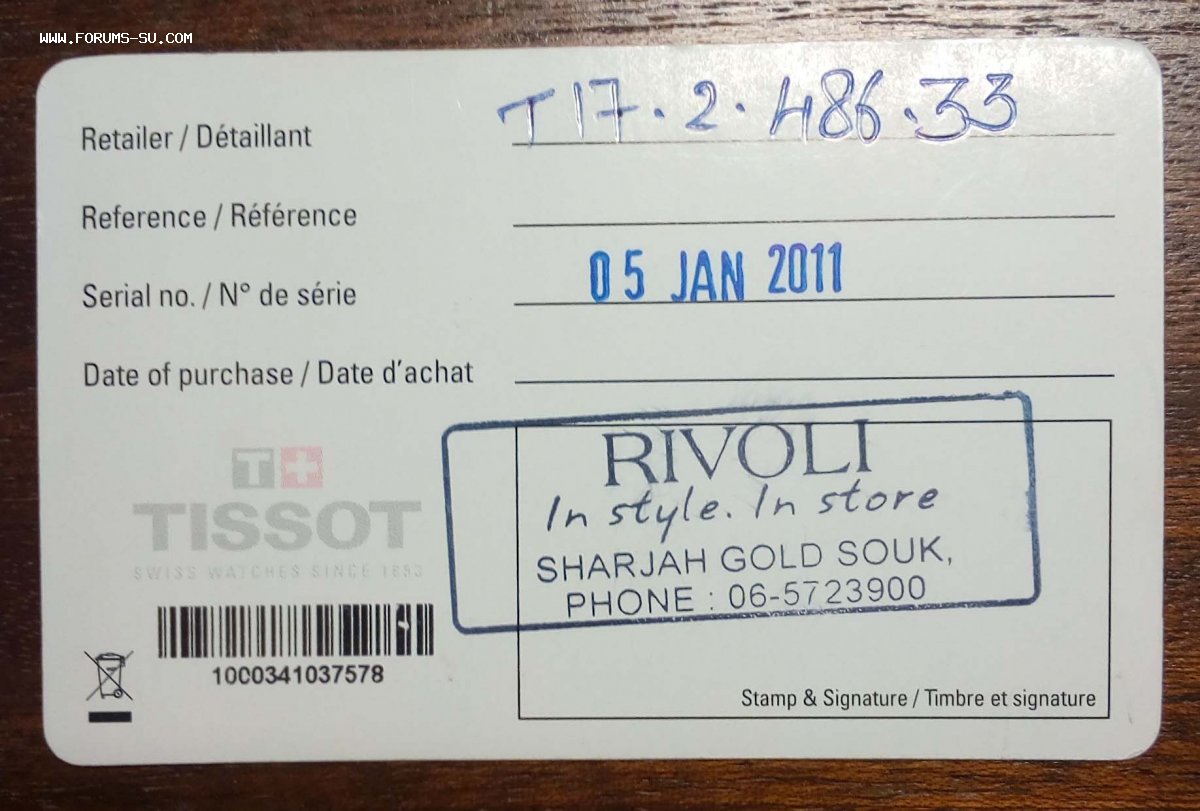 WWW.FORUMS-SU.COM
Retailer / Détaillant T17.2.486.33
Reference / Référence
Serial no. / N° de série 05 JAN 2011
Date of purchase / Date d'achat
RIVOLI
In style. In store
SHARJAH GOLD SOUK,
PHONE : 06-5723900
T+
TISSOT
SWISS WATCHES SINCE 1853
1000341037578
Stamp & Signature / Timbre et signature